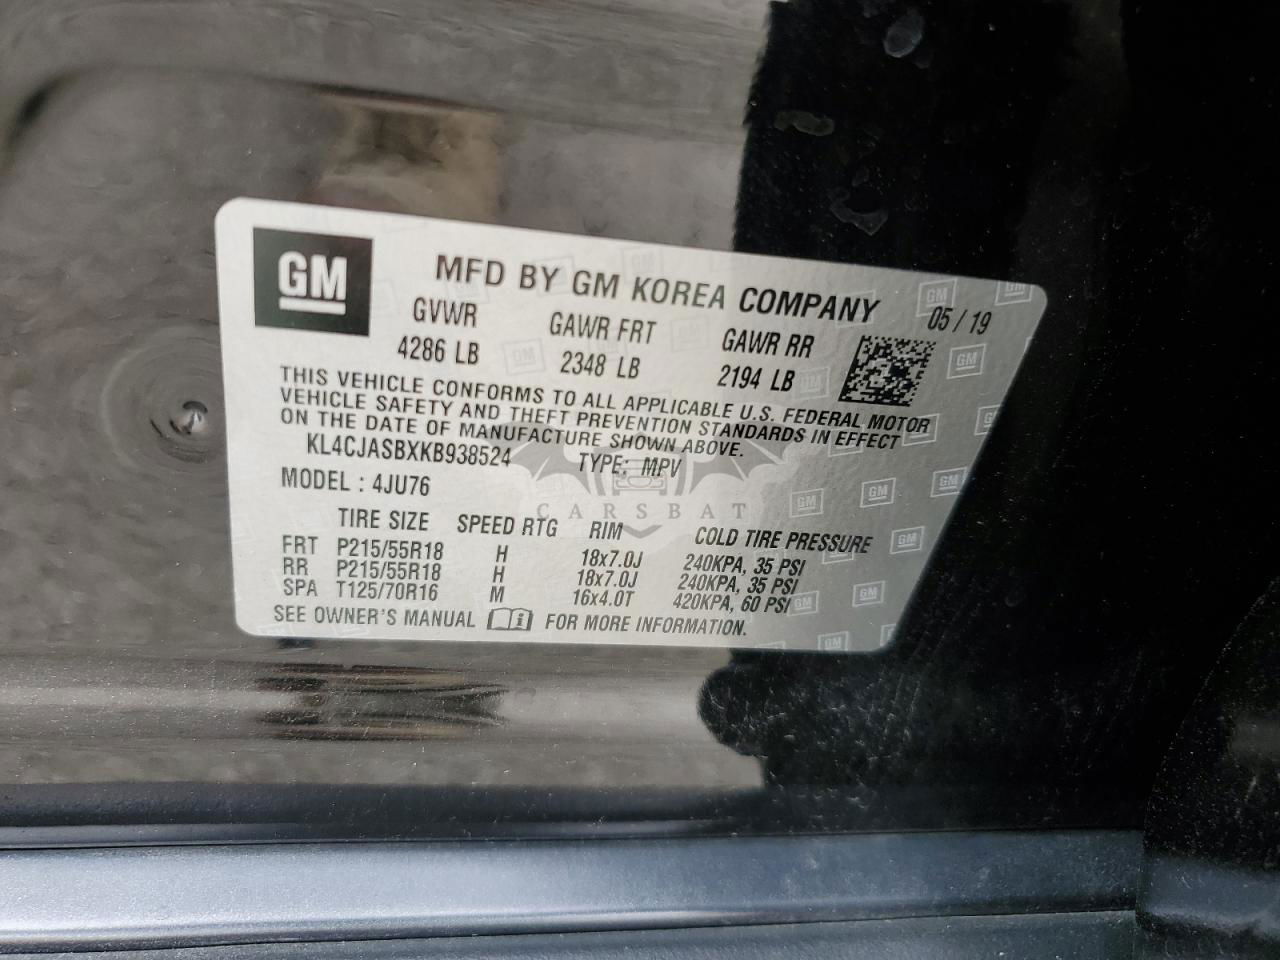 GM
MFD BY GM KOREA COMPANY
05 / 19
GVWR GAWR FRT GAWR RR
4286 LB 2348 LB 2194 LB
THIS VEHICLE CONFORMS TO ALL APPLICABLE U.S. FEDERAL MOTOR
VEHICLE SAFETY AND THEFT PREVENTION STANDARDS IN EFFECT
ON THE DATE OF MANUFACTURE SHOWN ABOVE.
KL4CJASBXKB938524 TYPE: MPV
MODEL : 4JU76
CARSBAT
TIRE SIZE SPEED RTG RIM COLD TIRE PRESSURE
FRT P215/55R18 H 18x7.0J 240KPA, 35 PSI
RR P215/55R18 H 18x7.0J 240KPA, 35 PSI
SPA T125/70R16 M 16x4.0T 420KPA, 60 PSI
SEE OWNER'S MANUAL FOR MORE INFORMATION.